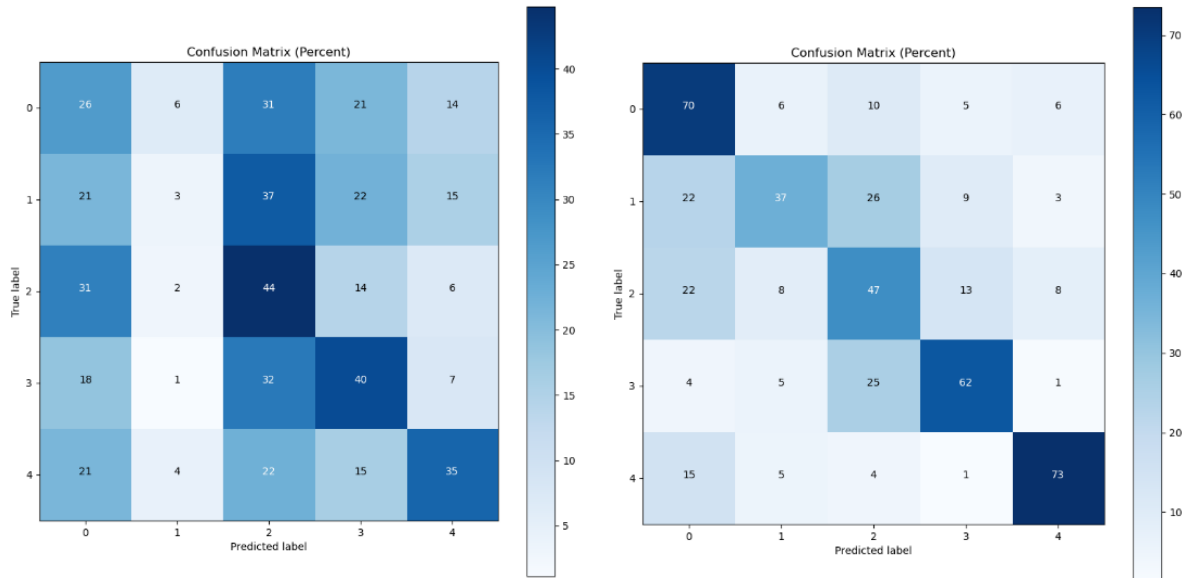 Confusion Matrix (Percent)
0 26 6 31 21 14
1 21 3 37 22 15
2 31 2 44 14 6
3 18 1 32 40 7
4 21 4 22 15 35
0 1 2 3 4
True label
Predicted label
40
35
30
25
20
15
10
5
Confusion Matrix (Percent)
0 70 6 10 5 6
1 22 37 26 9 3
2 22 8 47 13 8
3 4 5 25 62 1
4 15 5 4 1 73
0 1 2 3 4
True label
Predicted label
70
60
50
40
30
20
10